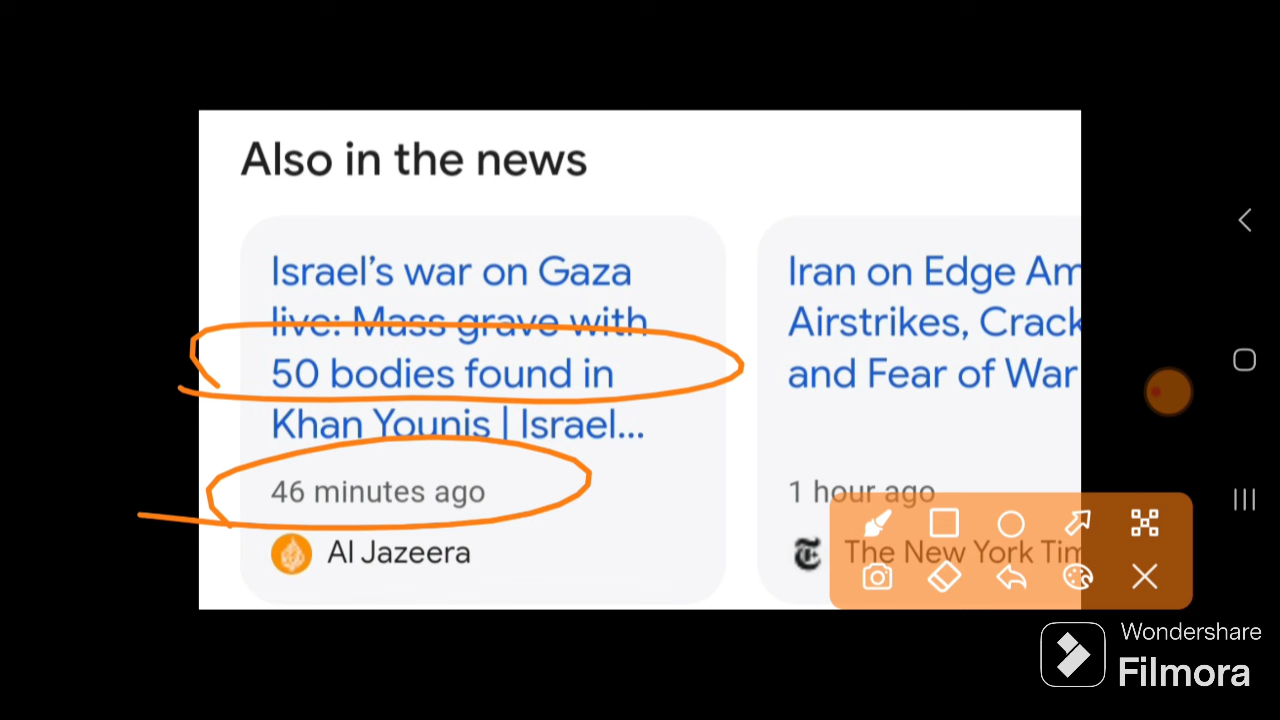 Also in the news
Israel's war on Gaza
live: Mass grave with
50 bodies found in
Khan Younis | Israel...
46 minutes ago
Al Jazeera
Iran on Edge Am
Airstrikes, Crack
and Fear of War
1 hour ago
The New York Tim
Wondershare
Filmora